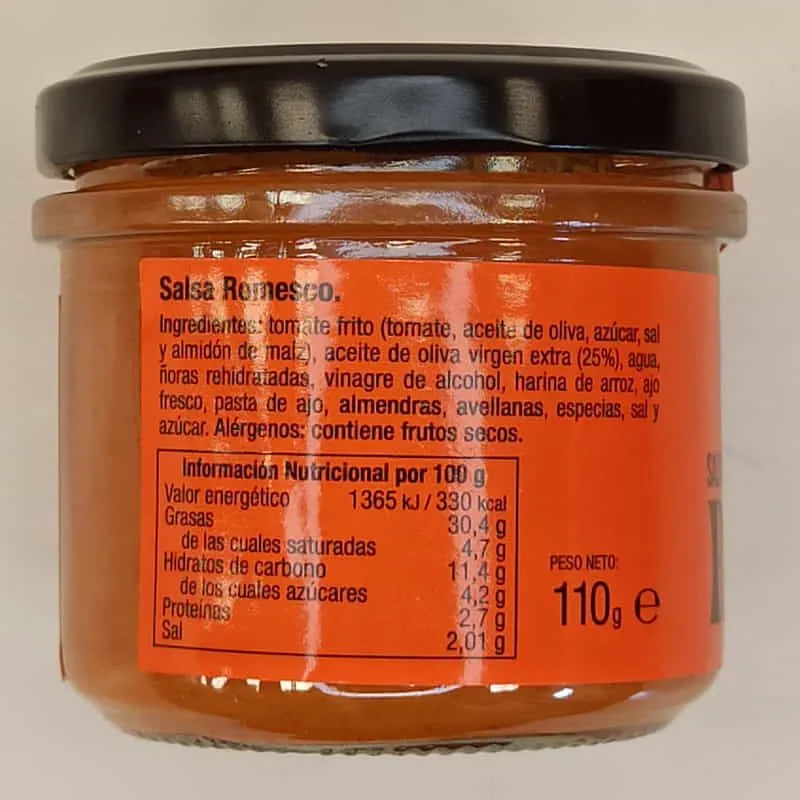 Salsa Romesco.
Ingredientes: tomate frito (tomate, aceite de oliva, azúcar, sal
y almidón de maíz), aceite de oliva virgen extra (25%), agua,
ñoras rehidratadas, vinagre de alcohol, harina de arroz, ajo
fresco, pasta de ajo, almendras, avellanas, especias, sal y
azúcar. Alérgenos: contiene frutos secos.
Información Nutricional por 100 g
Valor energético 1365 kJ / 330 kcal
Grasas 30,4 g
de las cuales saturadas 4,7 g
Hidratos de carbono 11,4 g
de los cuales azúcares 4,2 g
Proteínas 2,7 g
Sal 2,01 g
PESO NETO:
110g e